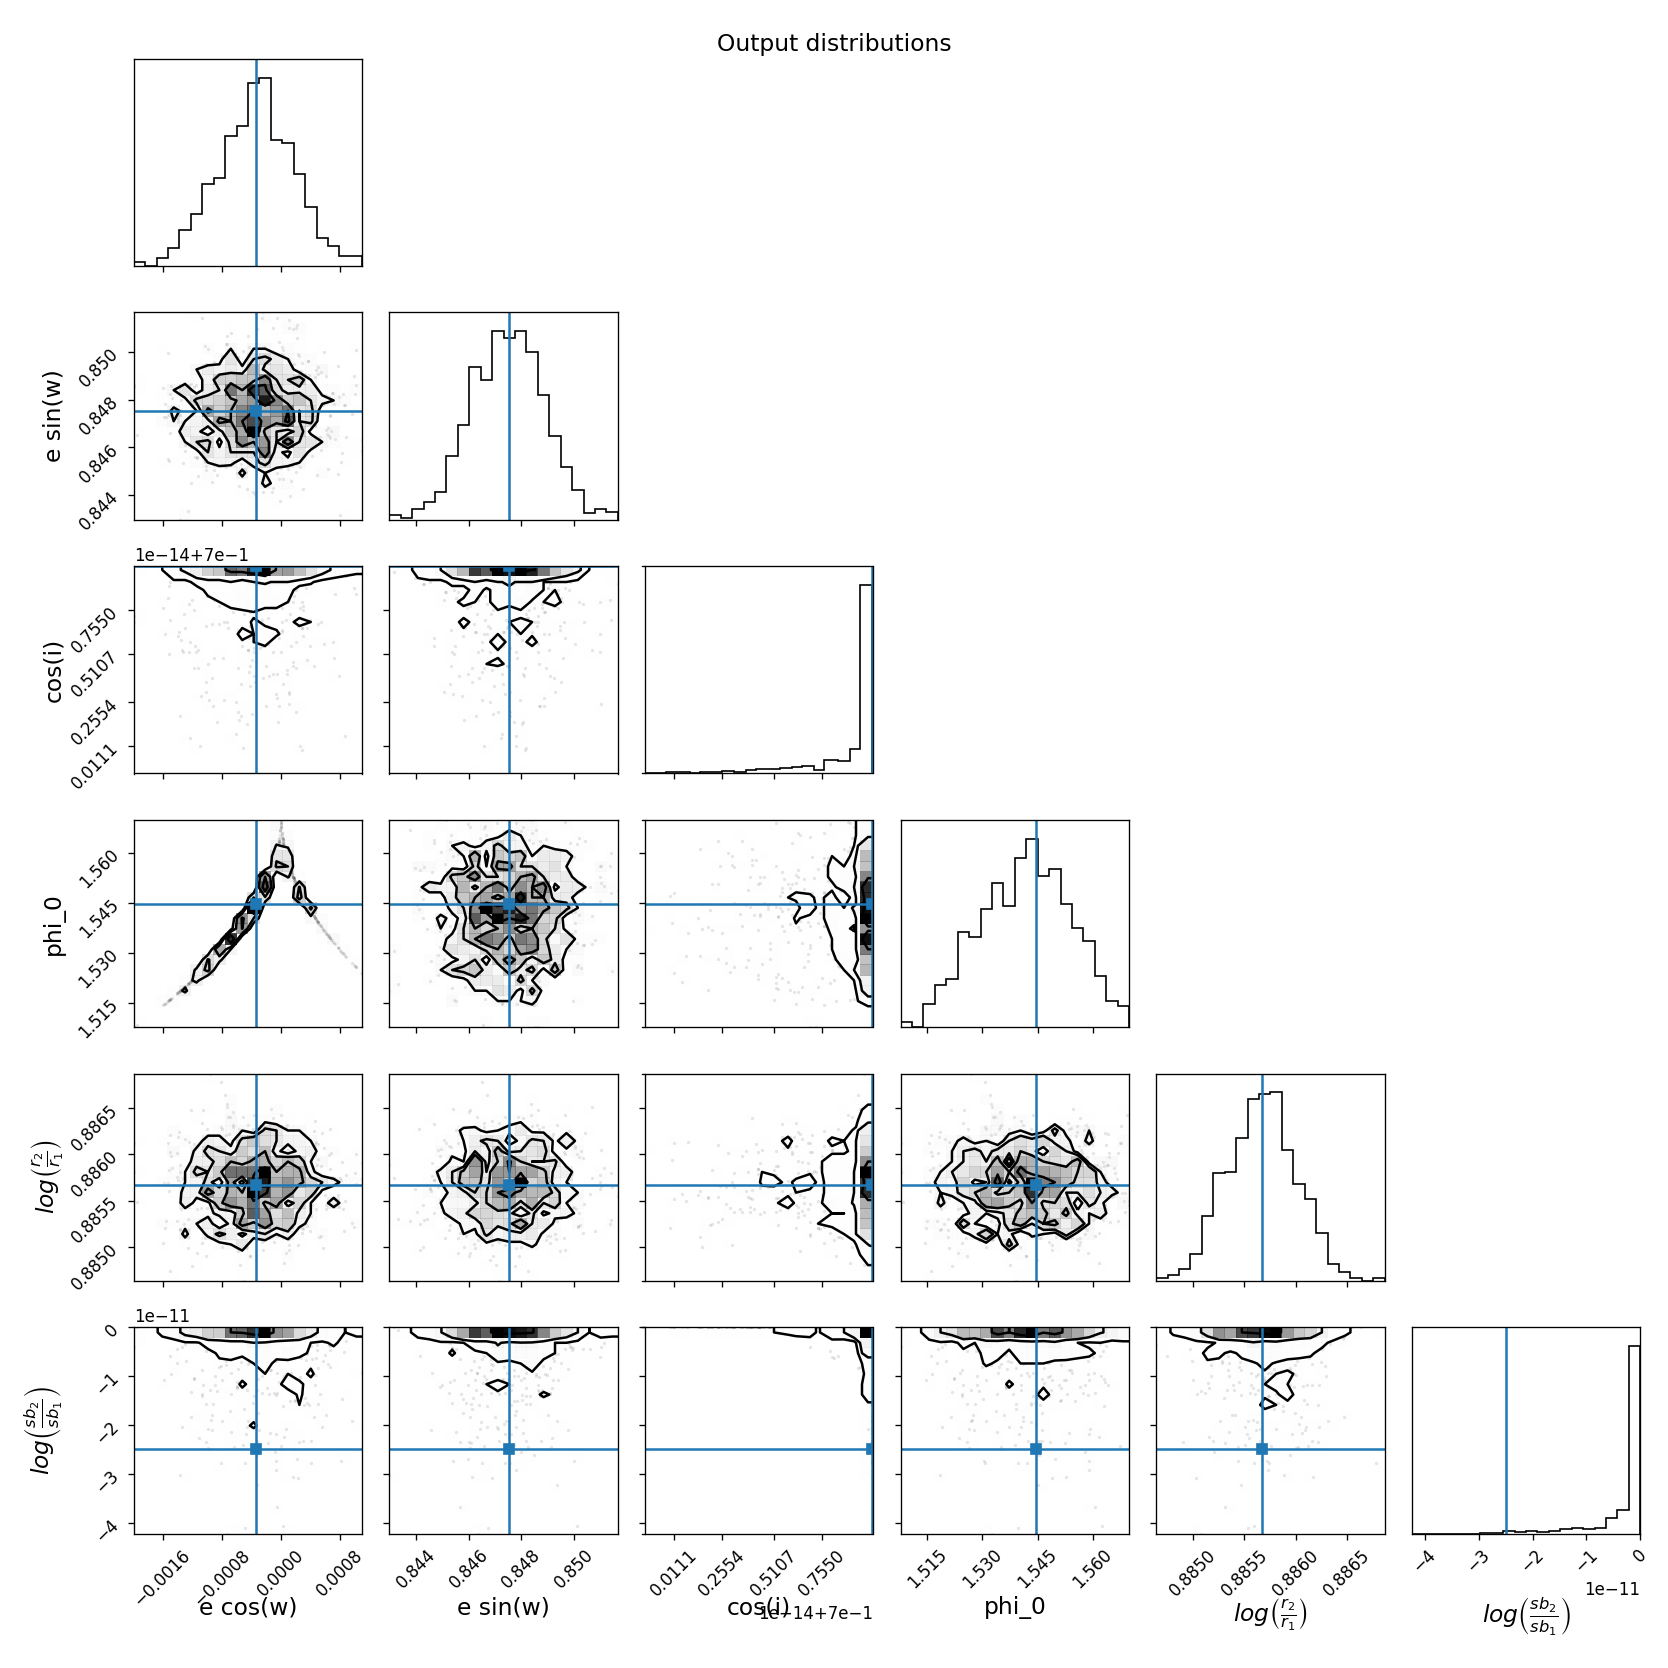 Output distributions
e sin(w)
0.850
0.848
0.846
0.844
1e−14+7e−1
cos(i)
0.7550
0.5107
0.2554
0.0111
phi_0
1.560
1.545
1.530
1.515
log(r2/r1)
0.8865
0.8860
0.8855
0.8850
1e−11
log(sb2/sb1)
0
−1
−2
−3
−4
−0.0016 −0.0008 0.0000 0.0008
0.844 0.846 0.848 0.850
0.0111 0.2554 0.5107 0.7550
1.515 1.530 1.545 1.560
0.8850 0.8855 0.8860 0.8865
−4 −3 −2 −1 0
1e−11
e cos(w) e sin(w) cos(i) phi_0 log(r2/r1) log(sb2/sb1)
1e−14+7e−1